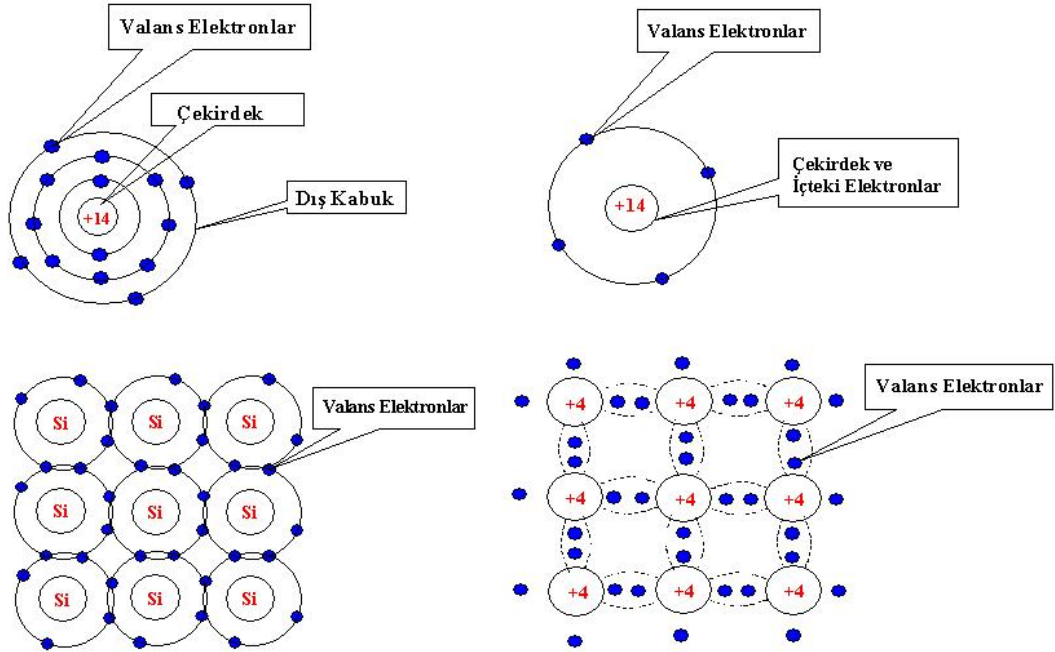 Valans Elektronlar
Çekirdek
+14
Dış Kabuk
Valans Elektronlar
Çekirdek ve
İçteki Elektronlar
+14
Si Si Si
Valans Elektronlar
Si Si Si
Si Si Si
Valans Elektronlar
+4 +4 +4
+4 +4 +4
+4 +4 +4